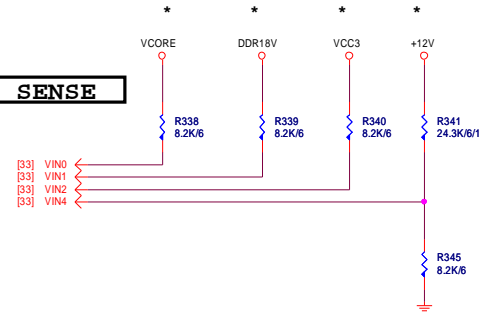 * * * *
VCORE DDR18V VCC3 +12V
SENSE
R338 R339 R340 R341
8.2K/6 8.2K/6 8.2K/6 24.3K/6/1
[33] VIN0
[33] VIN1
[33] VIN2
[33] VIN4
R345
8.2K/6